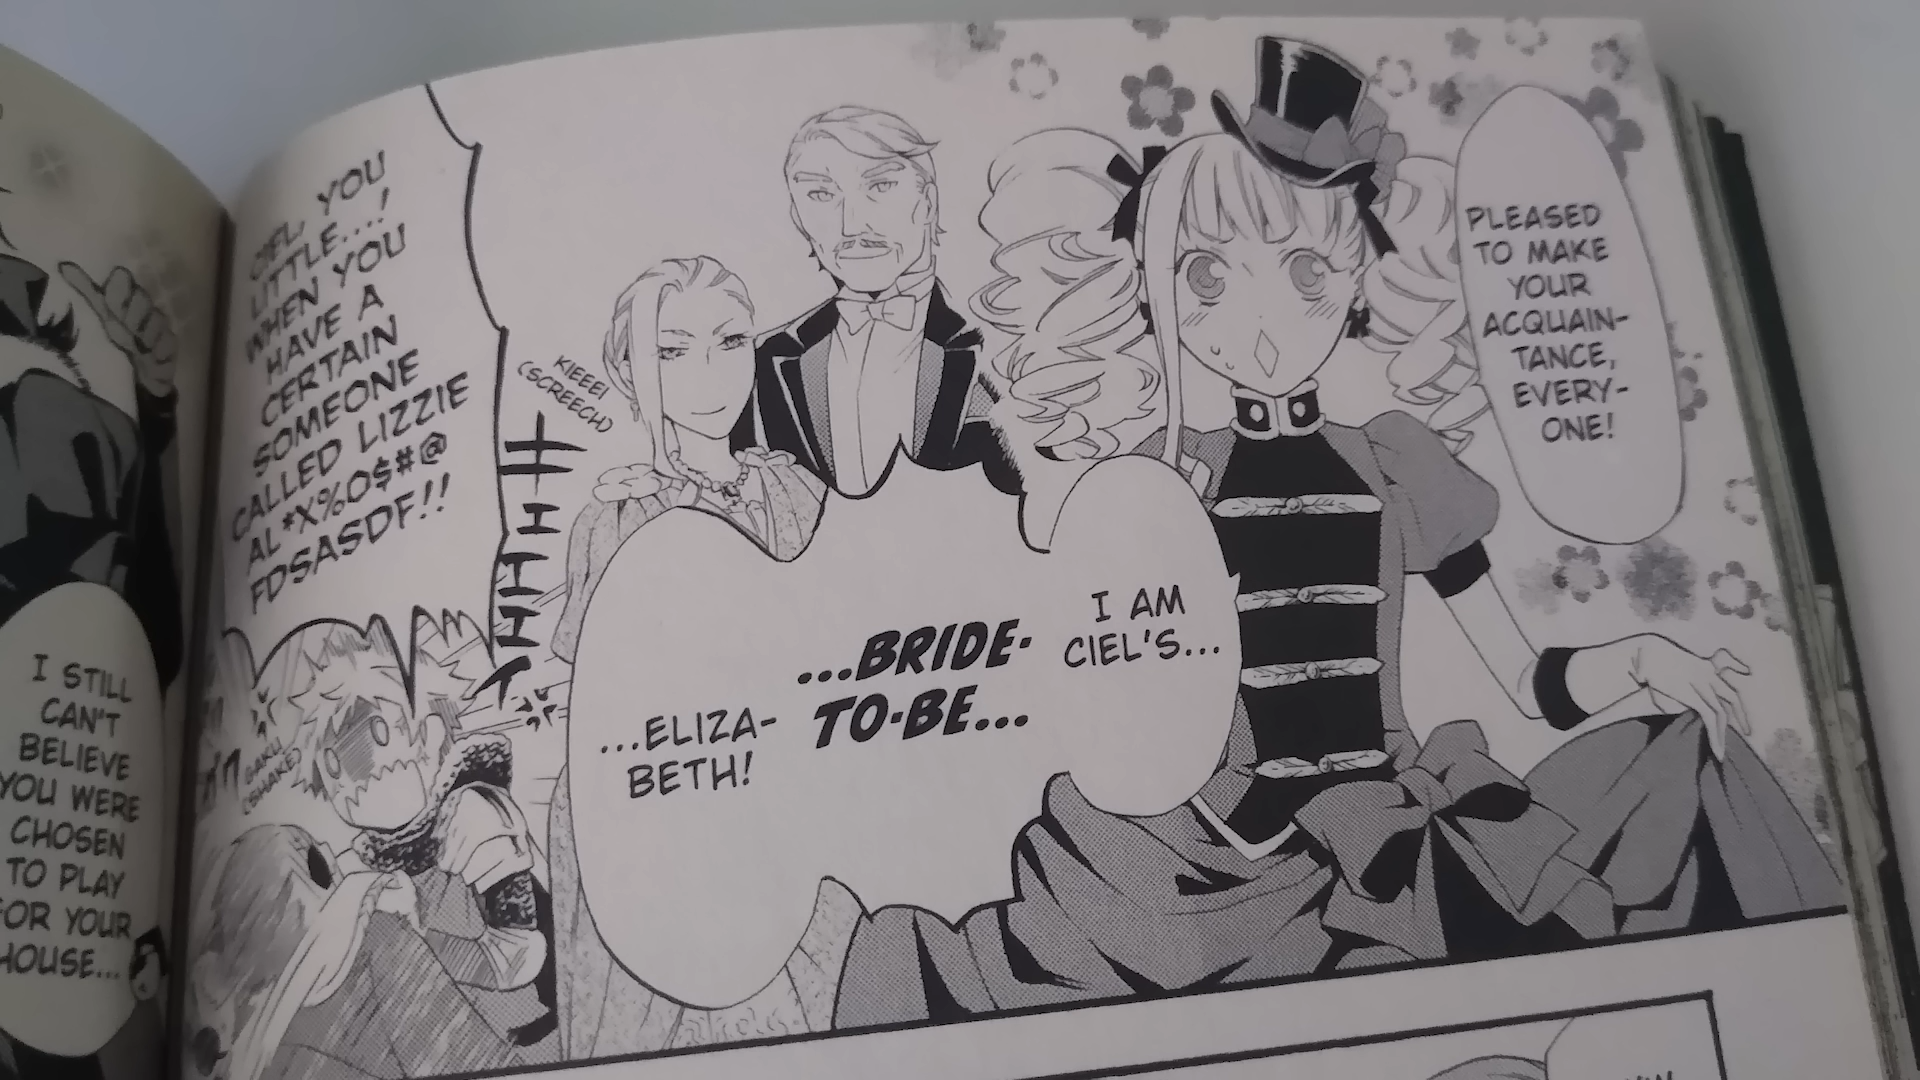 PLEASED
TO MAKE
YOUR
ACQUAIN-
TANCE,
EVERY-
ONE!
I AM
CIEL'S...
...BRIDE-
TO-BE...
...ELIZA-
BETH!
KIEEEI
(SCREECH)
CIEL, YOU
LITTLE...,
WHEN YOU
HAVE A
CERTAIN
SOMEONE
CALLED LIZZIE
AL*X%O$#@
FDSASDF!!
GAKU
(SHAKE)
I STILL
CAN'T
BELIEVE
YOU WERE
CHOSEN
TO PLAY
FOR YOUR
HOUSE...